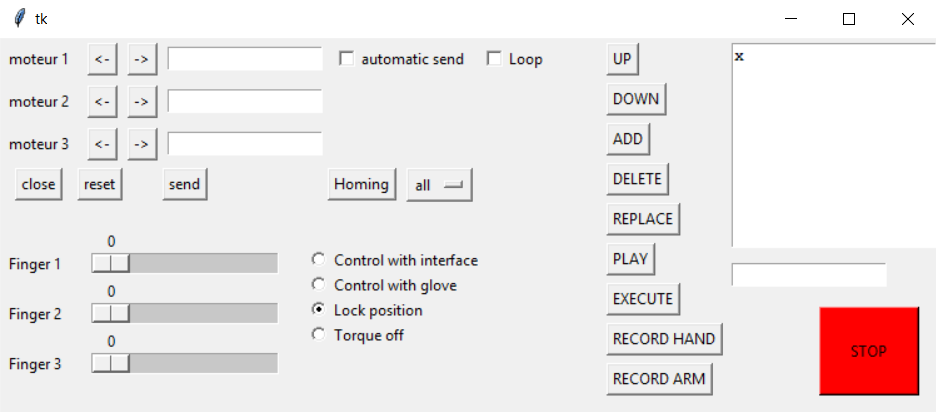 tk
moteur 1 <- -> automatic send Loop
moteur 2 <- ->
moteur 3 <- ->
close reset send Homing all
0
Finger 1
0
Finger 2
0
Finger 3
Control with interface
Control with glove
Lock position
Torque off
UP
DOWN
ADD
DELETE
REPLACE
PLAY
EXECUTE
RECORD HAND
RECORD ARM
x
STOP